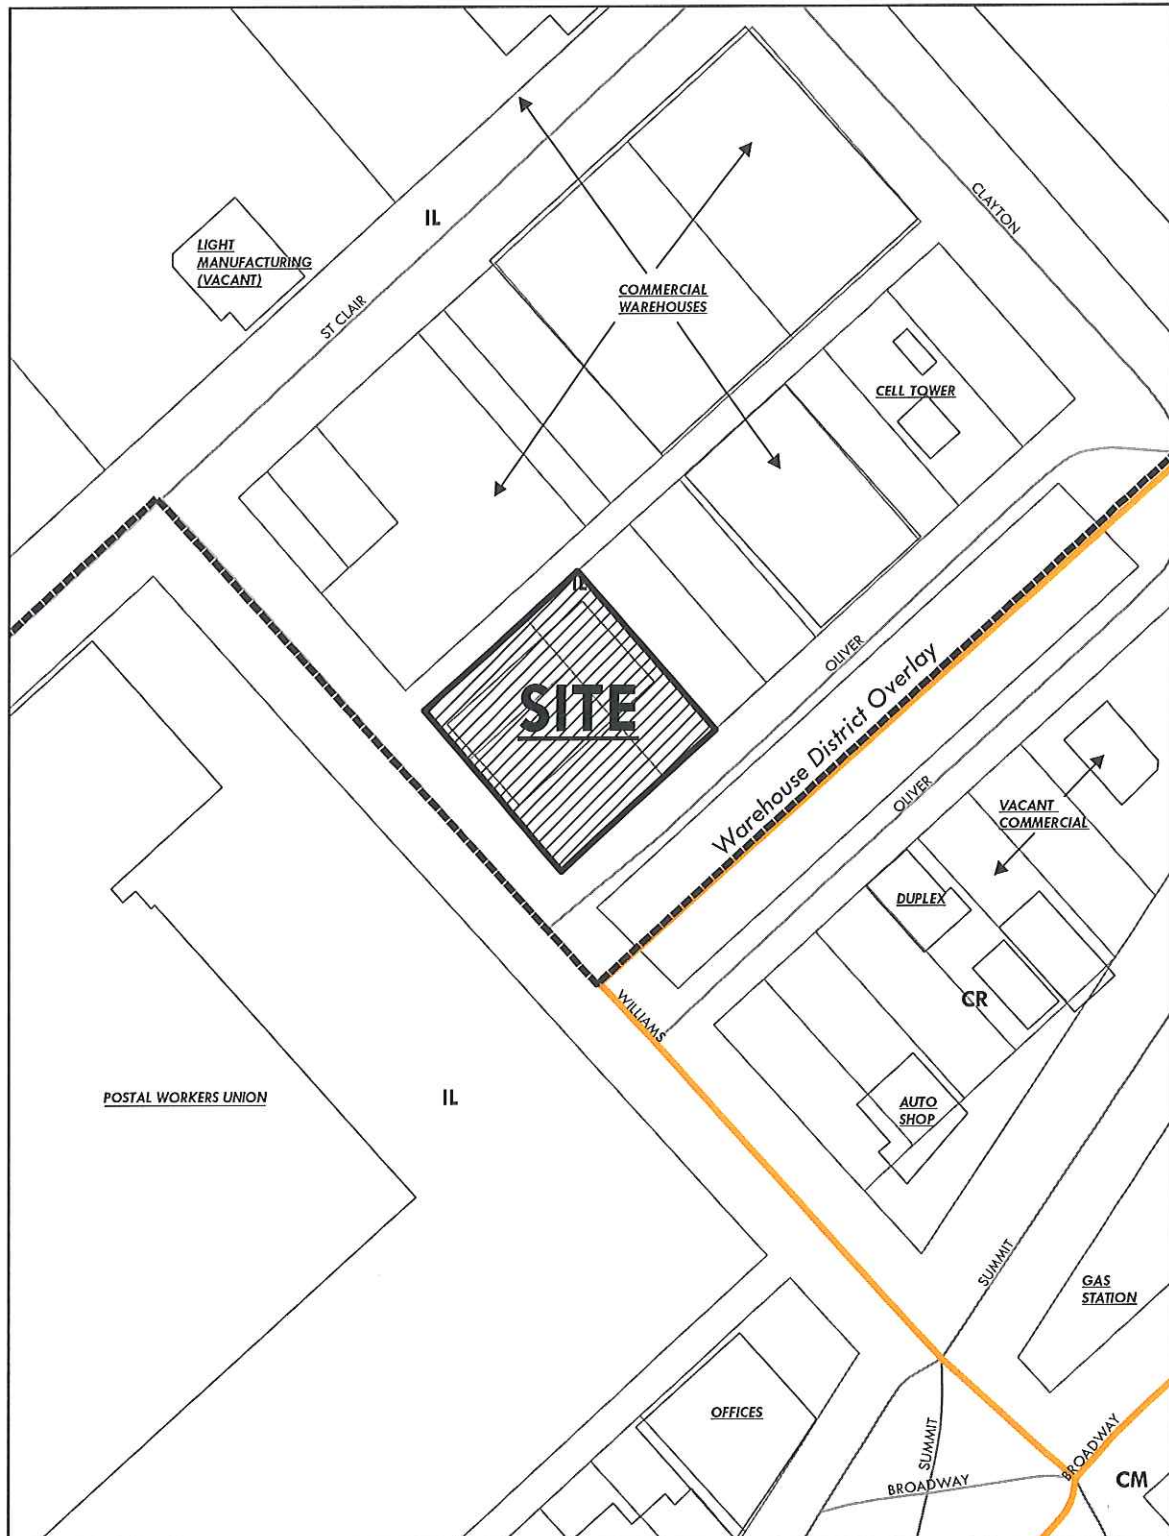 CLAYTON
IL
LIGHT
MANUFACTURING
(VACANT)
ST CLAIR
COMMERCIAL
WAREHOUSES
CELL TOWER
IL
SITE
OLIVER
Warehouse District Overlay
OLIVER
VACANT
COMMERCIAL
DUPLEX
CR
WILLIAMS
POSTAL WORKERS UNION
IL
AUTO
SHOP
SUMMIT
GAS
STATION
OFFICES
SUMMIT
BROADWAY
BROADWAY
CM